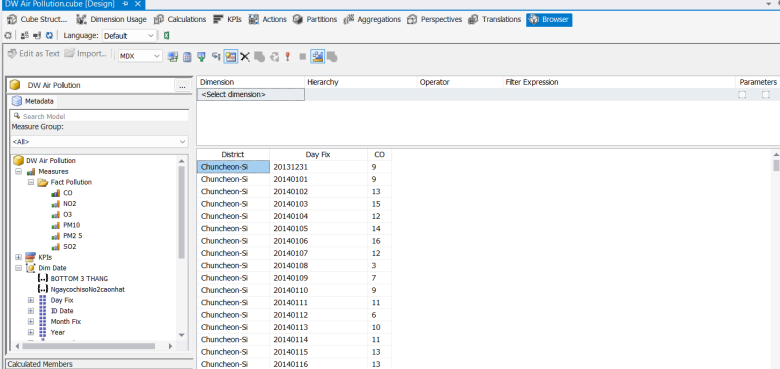 DW Air Pollution.cube [Design]
Cube Struct... Dimension Usage Calculations KPIs Actions Partitions Aggregations Perspectives Translations Browser
Language: Default
Edit as Text Import... MDX
DW Air Pollution ...
Metadata
Search Model
Measure Group:
<All>
DW Air Pollution
Measures
Fact Pollution
CO
NO2
O3
PM10
PM2 5
SO2
KPIs
Dim Date
BOTTOM 3 THANG
NgaycochisoNo2caonhat
Day Fix
ID Date
Month Fix
Year
Calculated Members
Dimension Hierarchy Operator Filter Expression Parameters
<Select dimension>
District Day Fix CO
Chuncheon-Si 20131231 9
Chuncheon-Si 20140101 9
Chuncheon-Si 20140102 13
Chuncheon-Si 20140103 15
Chuncheon-Si 20140104 12
Chuncheon-Si 20140105 14
Chuncheon-Si 20140106 16
Chuncheon-Si 20140107 12
Chuncheon-Si 20140108 3
Chuncheon-Si 20140109 7
Chuncheon-Si 20140110 9
Chuncheon-Si 20140111 11
Chuncheon-Si 20140112 6
Chuncheon-Si 20140113 10
Chuncheon-Si 20140114 11
Chuncheon-Si 20140115 13
Chuncheon-Si 20140116 13